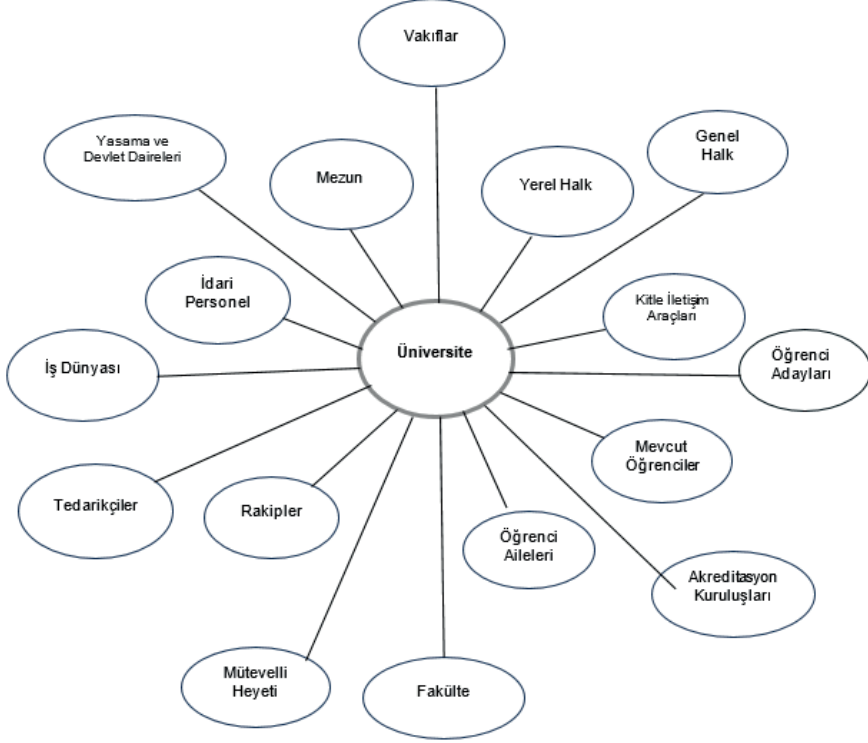 Vakıflar
Yasama ve
Devlet Daireleri
Mezun
Yerel Halk
Genel
Halk
İdari
Personel
Kitle İletişim
Araçları
Üniversite
İş Dünyası
Öğrenci
Adayları
Mevcut
Öğrenciler
Tedarikçiler
Rakipler
Öğrenci
Aileleri
Akreditasyon
Kuruluşları
Mütevelli
Heyeti
Fakülte